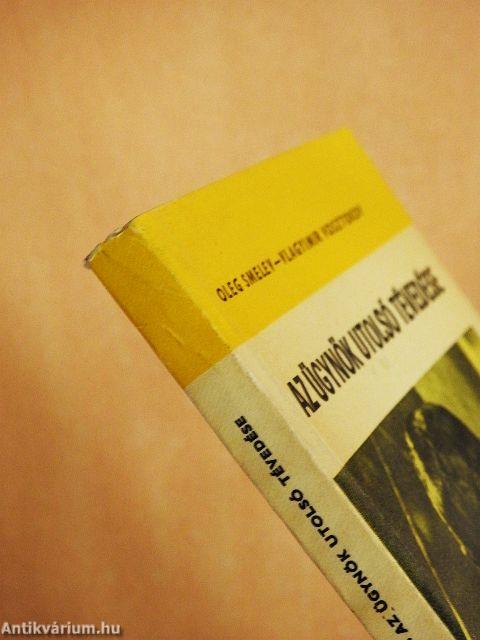 OLEG SMELEV–VLAGYIMIR VOSZTOKOV
AZ ÜGYNÖK UTOLSÓ TÉVEDÉSE
AZ ÜGYNÖK UTOLSÓ TÉVEDÉSE
Antikvárium.hu